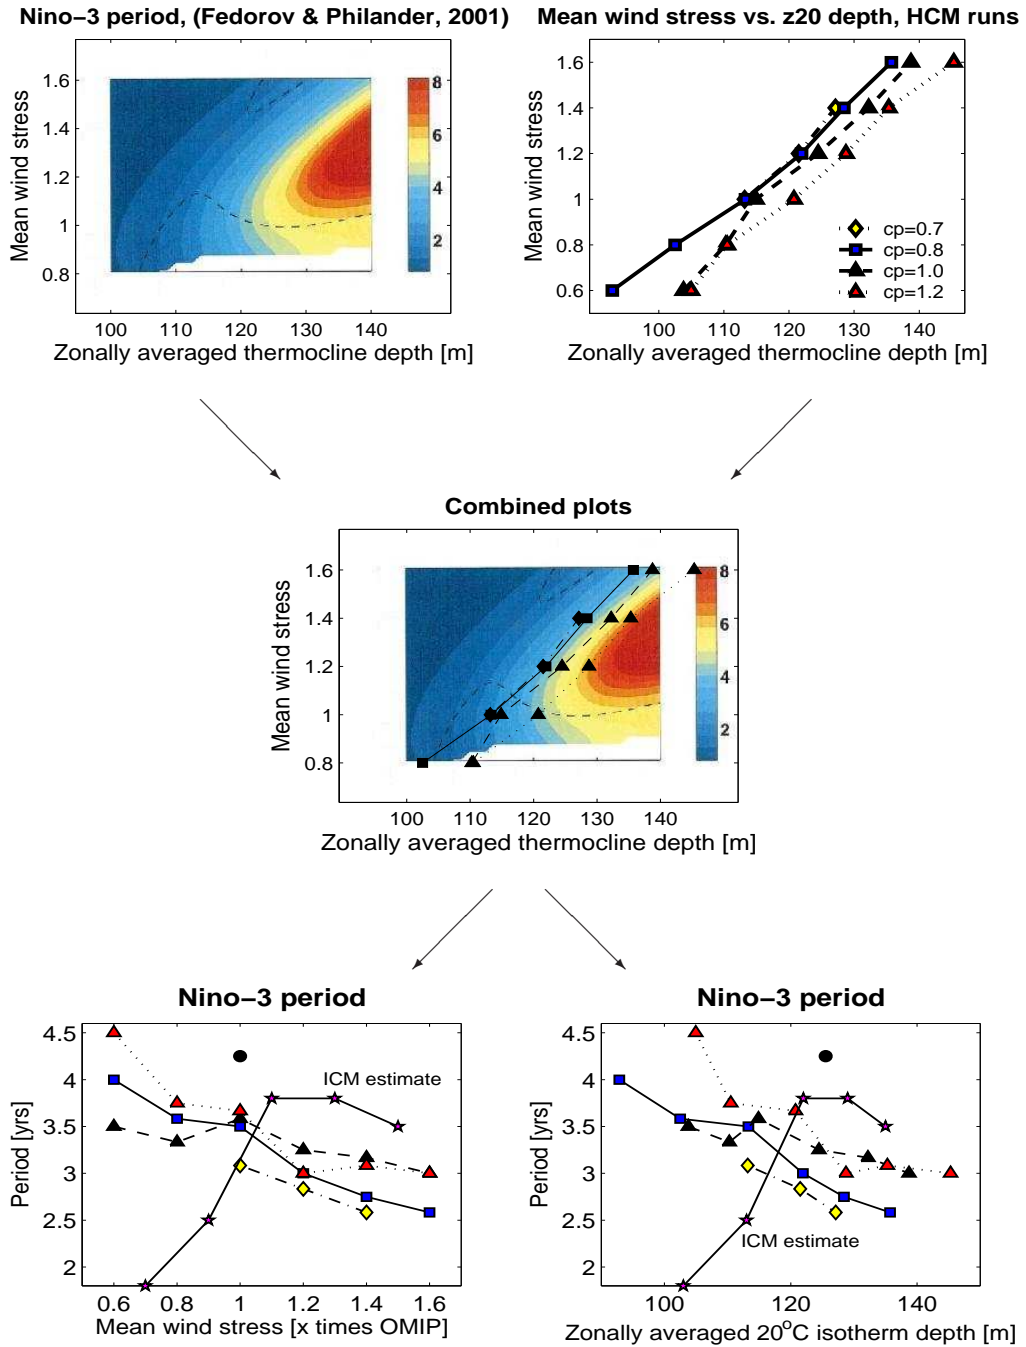 Nino−3 period, (Fedorov & Philander, 2001)
Mean wind stress vs. z20 depth, HCM runs
Mean wind stress
1.6
1.4
1.2
1
0.8
8
6
4
2
100 110 120 130 140
Zonally averaged thermocline depth [m]
Mean wind stress
1.6
1.4
1.2
1
0.8
0.6
cp=0.7
cp=0.8
cp=1.0
cp=1.2
100 110 120 130 140
Zonally averaged thermocline depth [m]
Combined plots
Mean wind stress
1.6
1.4
1.2
1
0.8
8
6
4
2
100 110 120 130 140
Zonally averaged thermocline depth [m]
Nino−3 period
Period [yrs]
4.5
4
3.5
3
2.5
2
ICM estimate
0.6 0.8 1 1.2 1.4 1.6
Mean wind stress [x times OMIP]
Nino−3 period
Period [yrs]
4.5
4
3.5
3
2.5
2
ICM estimate
100 120 140
Zonally averaged 20°C isotherm depth [m]